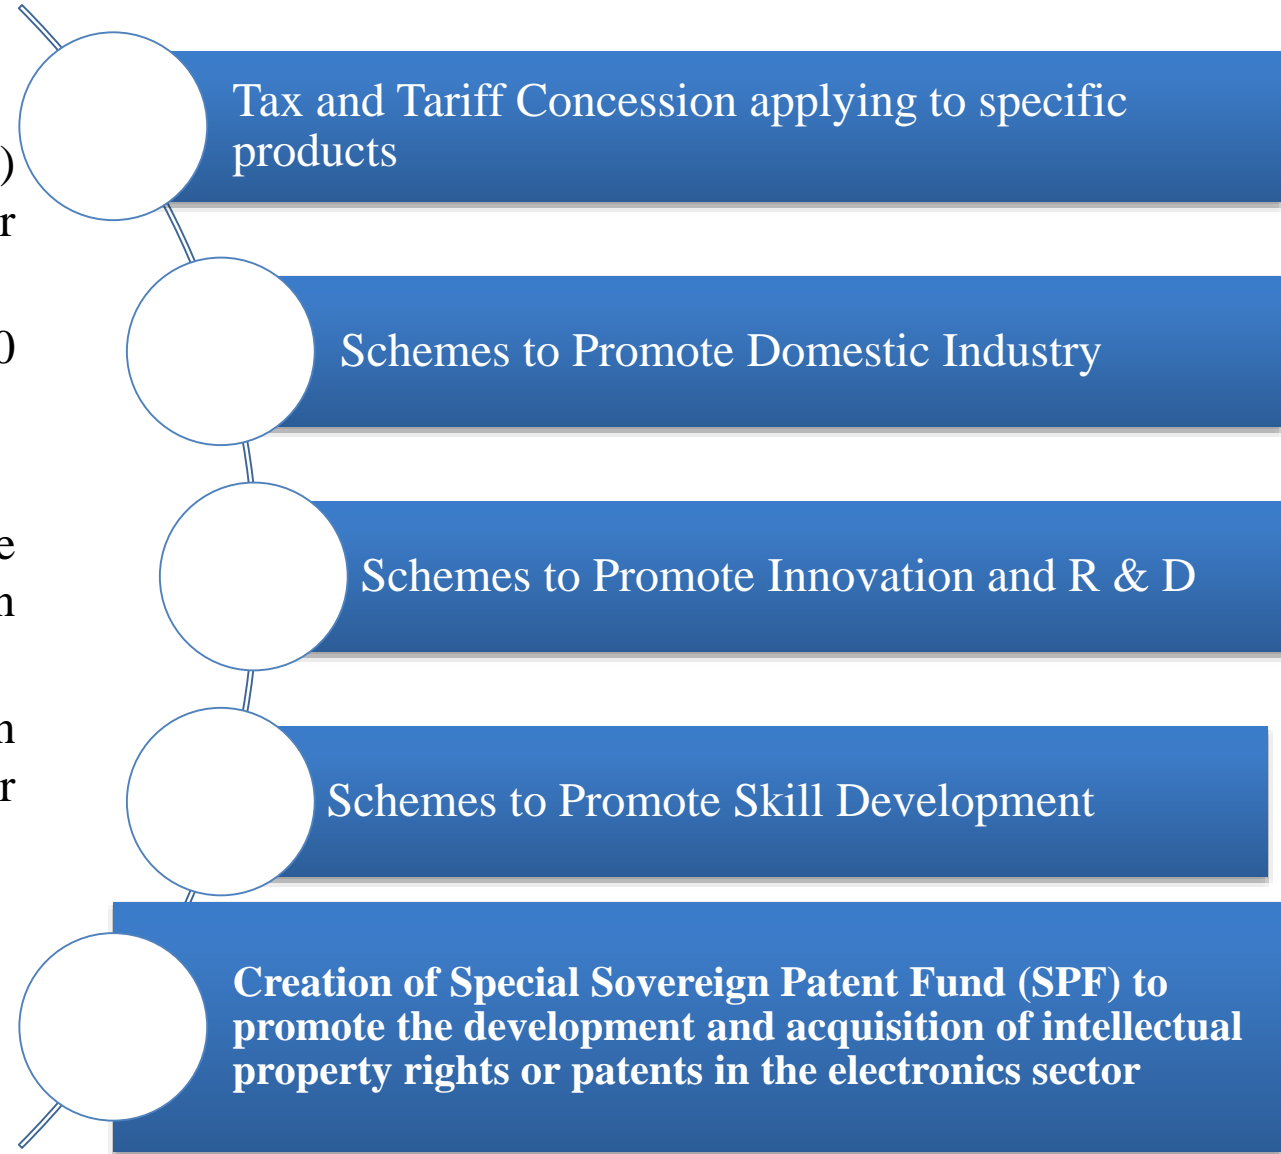 )
r
0
e
n
n
r
Tax and Tariff Concession applying to specific
products
Schemes to Promote Domestic Industry
Schemes to Promote Innovation and R & D
Schemes to Promote Skill Development
Creation of Special Sovereign Patent Fund (SPF) to
promote the development and acquisition of intellectual
property rights or patents in the electronics sector